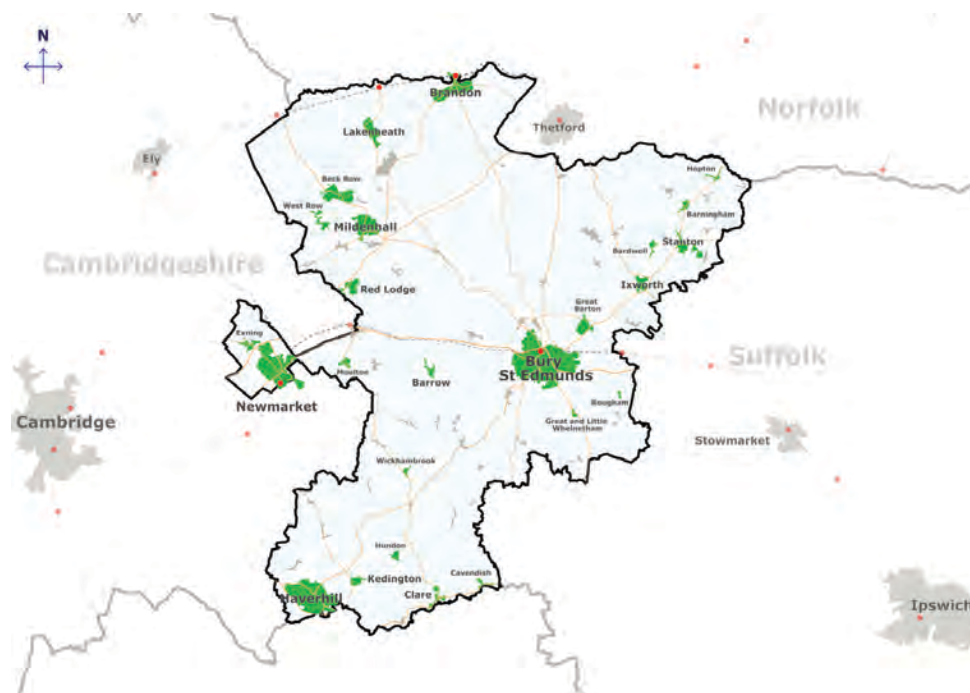 N
Brandon
Norfolk
Thetford
Lakenheath
Ely
Hopton
Beck Row
West Row
Barningham
Mildenhall
Bardwell
Stanton
Cambridgeshire
Ixworth
Red Lodge
Great
Barton
Exning
Suffolk
Moulton
Barrow
Bury
St Edmunds
Newmarket
Rougham
Cambridge
Great and Little
Whelnetham
Stowmarket
Wickhambrook
Hundon
Kedington
Cavendish
Haverhill
Clare
Ipswich